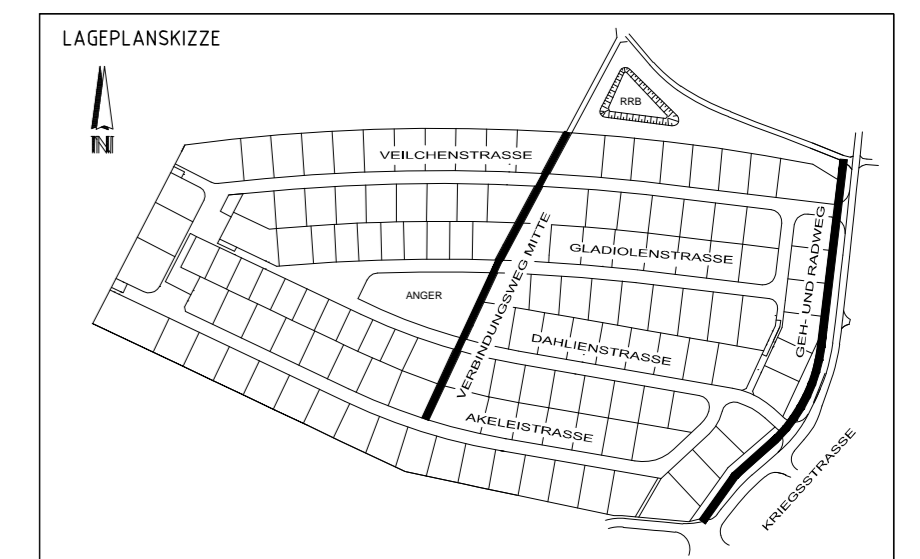 LAGEPLANSKIZZE
N
RRB
VEILCHENSTRASSE
VERBINDUNGSWEG MITTE
GLADIOLENSTRASSE
GEH- UND RADWEG
ANGER
DAHLIENSTRASSE
AKELEISTRASSE
KRIEGSSTRASSE